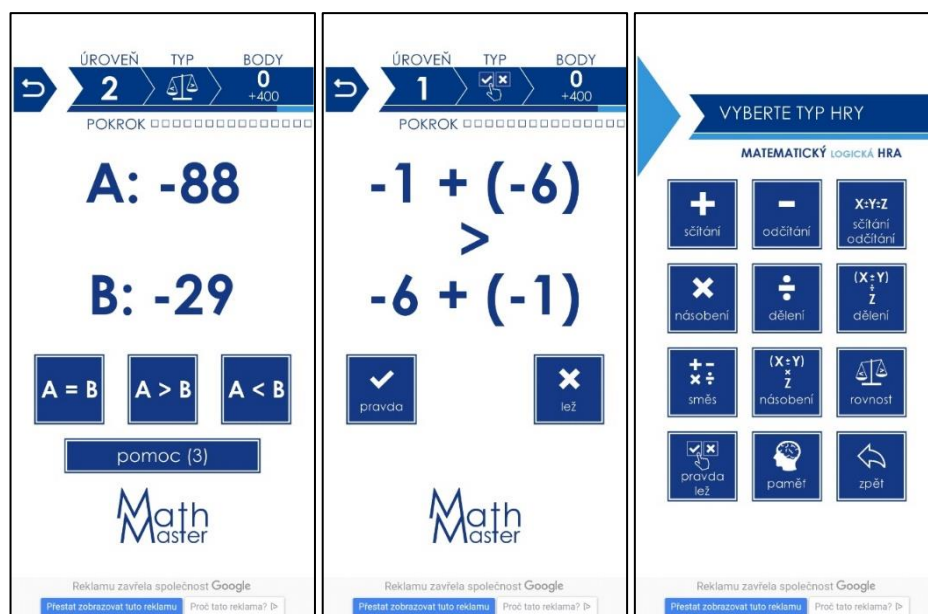 ÚROVEŇ TYP BODY
2 0
+400
POKROK
A: -88
B: -29
A = B A > B A < B
pomoc (3)
Math
Master
Reklamu zavřela společnost Google
Přestat zobrazovat tuto reklamu Proč tato reklama?
ÚROVEŇ TYP BODY
1 0
+400
POKROK
-1 + (-6)
>
-6 + (-1)
pravda lež
Math
Master
Reklamu zavřela společnost Google
Přestat zobrazovat tuto reklamu Proč tato reklama?
VYBERTE TYP HRY
MATEMATICKÝ LOGICKÁ HRA
+ - X±Y=Z
sčítání odčítání sčítání
odčítání
× ÷ (X±Y)
÷
Z
násobení dělení dělení
+ - (X±Y)
× ÷ ×
Z
směs násobení rovnost
pravda
lež paměť zpět
Reklamu zavřela společnost Google
Přestat zobrazovat tuto reklamu Proč tato reklama?